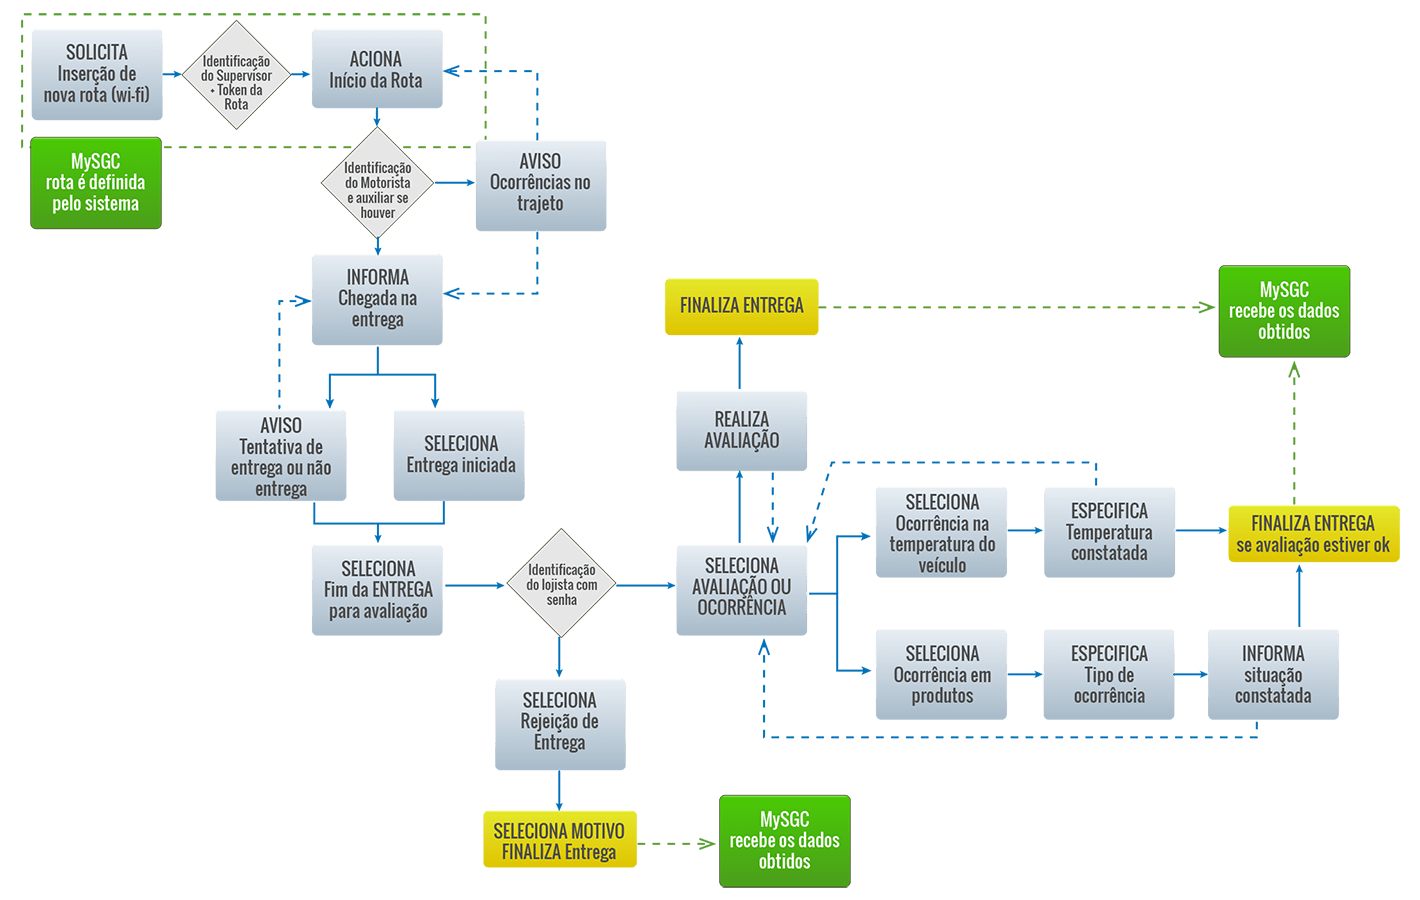 SOLICITA
Inserção de
nova rota (wi-fi)
Identificação
do Supervisor
+ Token da
Rota
ACIONA
Início da Rota
MySGC
rota é definida
pelo sistema
Identificação
do Motorista
e auxiliar se
houver
AVISO
Ocorrências no
trajeto
INFORMA
Chegada na
entrega
AVISO
Tentativa de
entrega ou não
entrega
SELECIONA
Entrega iniciada
SELECIONA
Fim da ENTREGA
para avaliação
Identificação
do lojista com
senha
SELECIONA
Rejeição de
Entrega
SELECIONA MOTIVO
FINALIZA Entrega
MySGC
recebe os dados
obtidos
FINALIZA ENTREGA
REALIZA
AVALIAÇÃO
SELECIONA
AVALIAÇÃO OU
OCORRÊNCIA
SELECIONA
Ocorrência na
temperatura do
veículo
ESPECIFICA
Temperatura
constatada
SELECIONA
Ocorrência em
produtos
ESPECIFICA
Tipo de
ocorrência
INFORMA
situação
constatada
FINALIZA ENTREGA
se avaliação estiver ok
MySGC
recebe os dados
obtidos